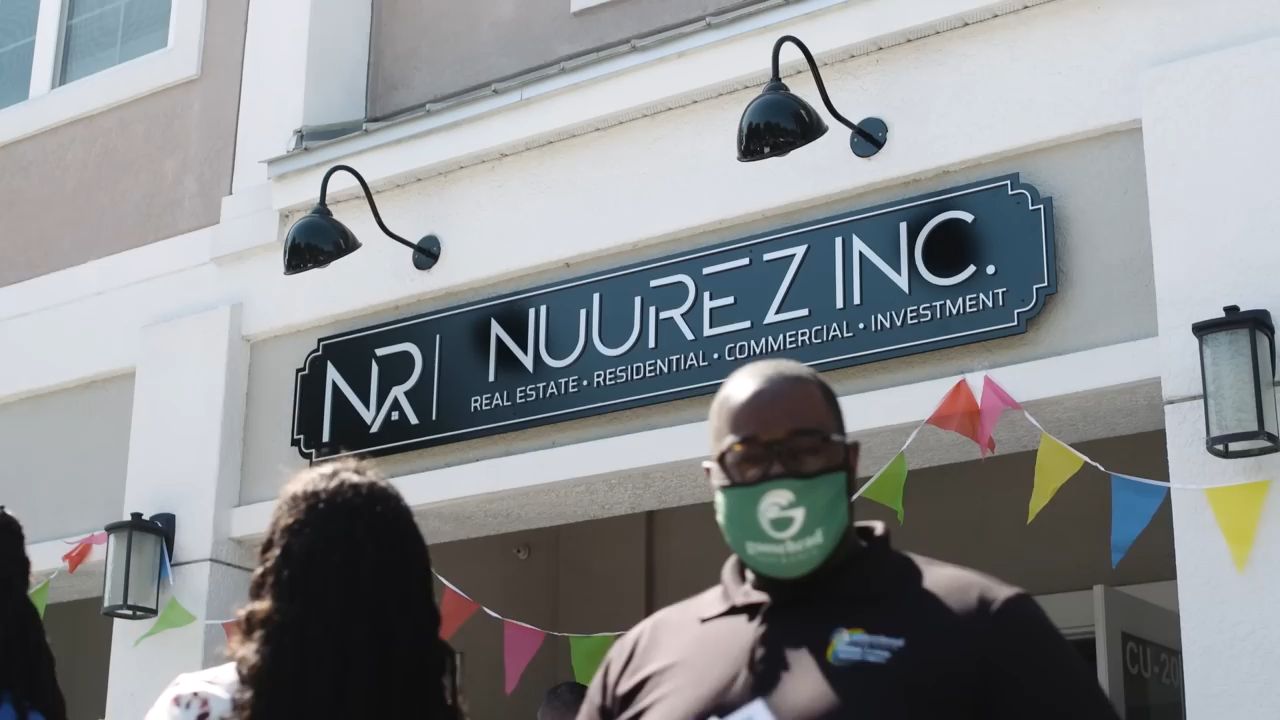 NR
NUUREZ INC.
REAL ESTATE • RESIDENTIAL • COMMERCIAL • INVESTMENT